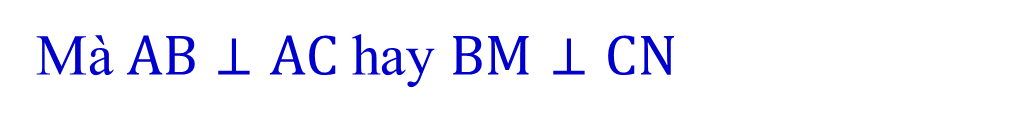 Mà AB ⊥ AC hay BM ⊥ CN